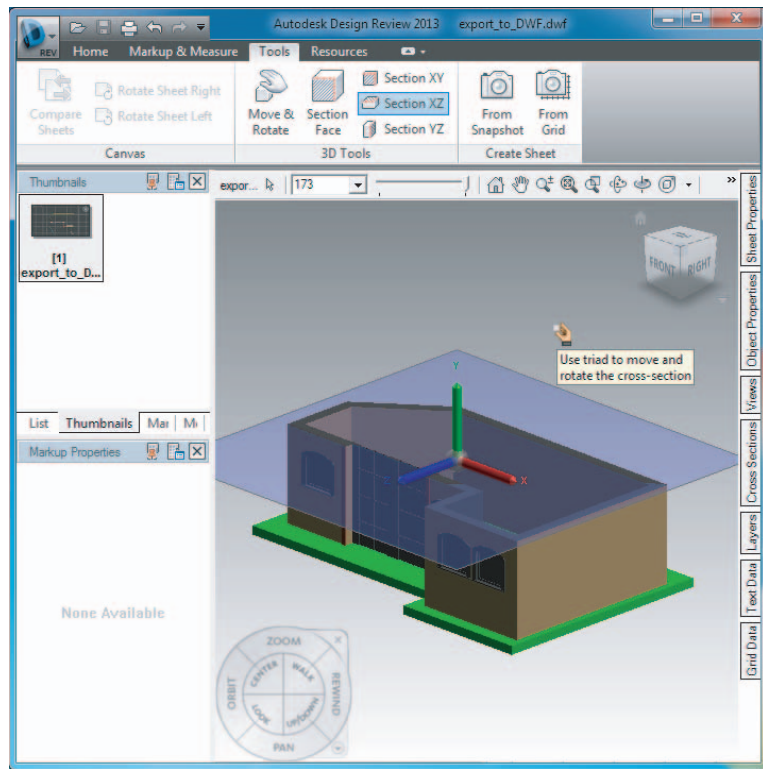 Autodesk Design Review 2013 export_to_DWF.dwf
REV
Home Markup & Measure Tools Resources
Compare
Sheets
Rotate Sheet Right
Rotate Sheet Left
Canvas
Move &
Rotate
Section
Face
Section XY
Section XZ
Section YZ
3D Tools
From
Snapshot
From
Grid
Create Sheet
Thumbnails
[1]
export_to_D...
List Thumbnails Mar
Markup Properties
None Available
expor... 173
»
FRONT RIGHT
Use triad to move and
rotate the cross-section
Y
X
ZOOM
CENTER WALK
ORBIT REWIND
LOOK UP/DOWN
PAN
Sheet Properties
Object Properties
Views
Cross Sections
Layers
Text Data
Grid Data